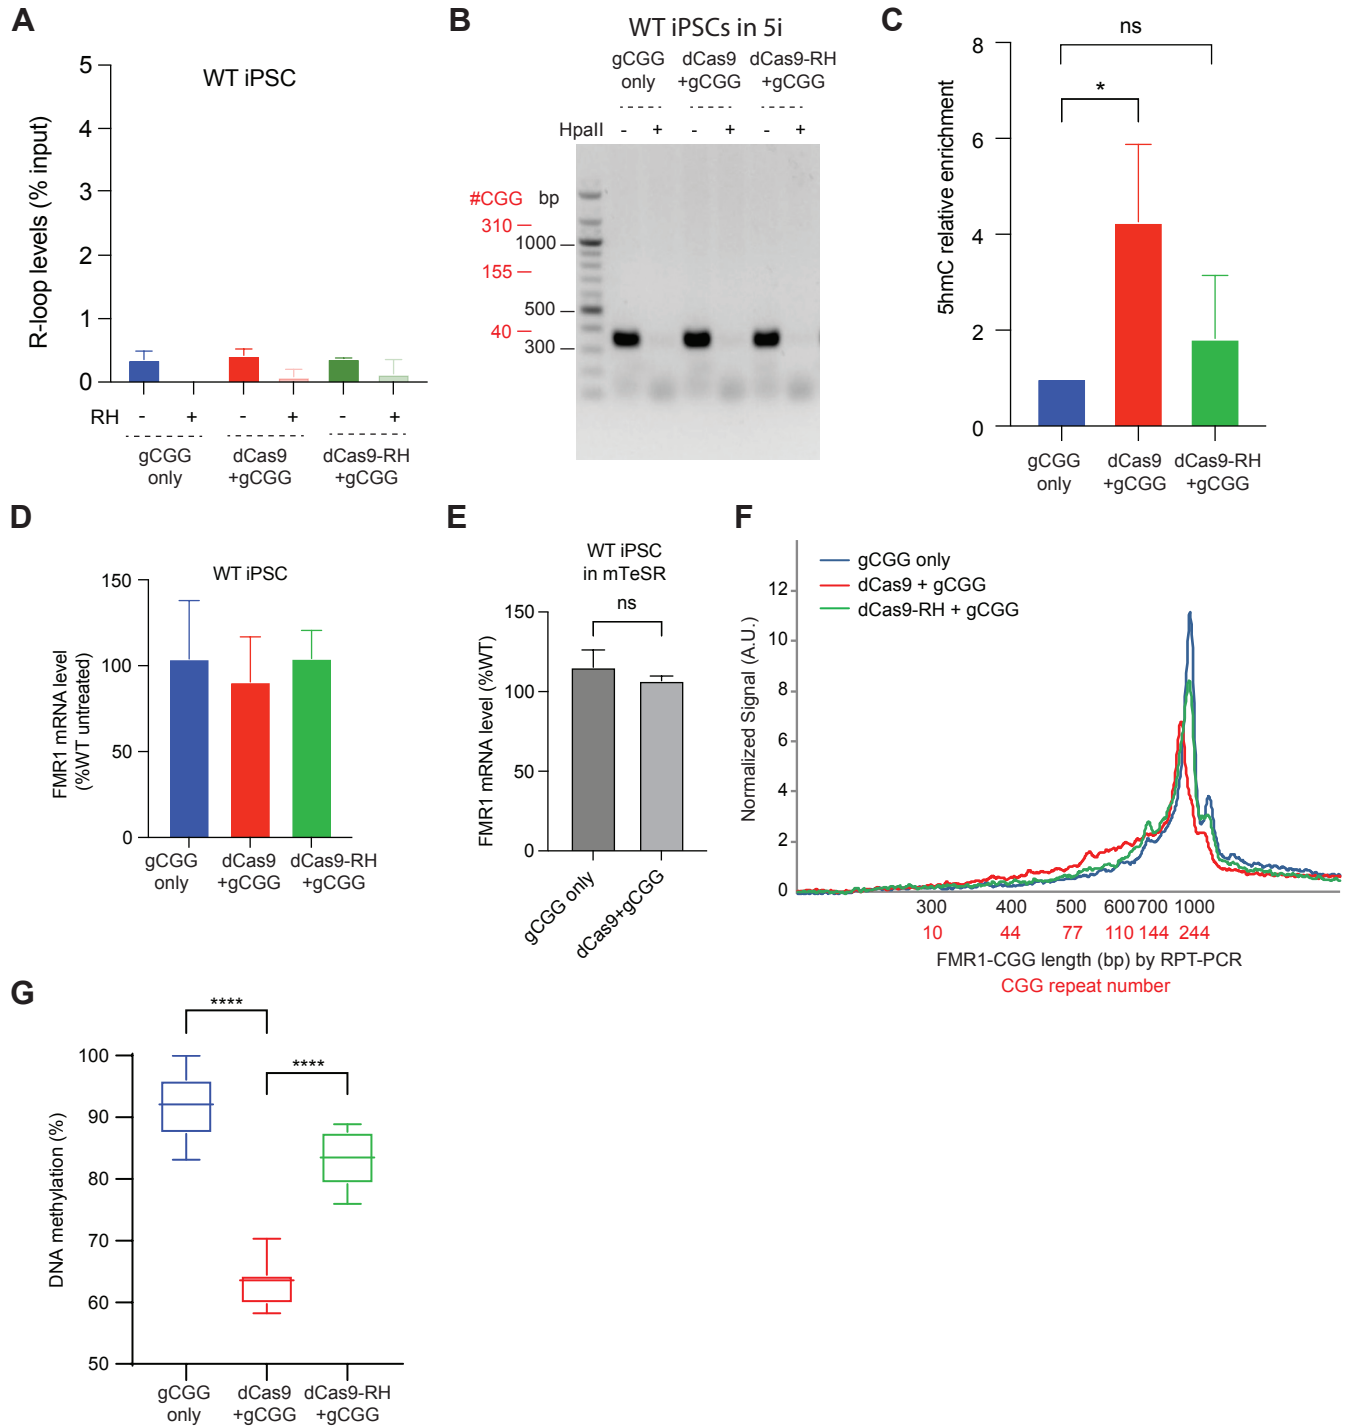 A
WT iPSC
R-loop levels (% input)
5
4
3
2
1
0
RH - + - + - +
gCGG only
dCas9 +gCGG
dCas9-RH +gCGG
B
WT iPSCs in 5i
gCGG only
dCas9 +gCGG
dCas9-RH +gCGG
HpaII - + - + - +
#CGG bp
310
1000
155
500
40
300
C
ns
*
5hmC relative enrichment
8
6
4
2
0
gCGG only
dCas9 +gCGG
dCas9-RH +gCGG
D
WT iPSC
FMR1 mRNA level
(%WT untreated)
150
100
50
0
gCGG only
dCas9 +gCGG
dCas9-RH +gCGG
E
WT iPSC
in mTeSR
ns
FMR1 mRNA level (%WT)
150
100
50
0
gCGG only
dCas9+gCGG
F
gCGG only
dCas9 + gCGG
dCas9-RH + gCGG
Normalized Signal (A.U.)
12
10
8
6
4
2
0
300 400 500 600 700 1000
10 44 77 110 144 244
FMR1-CGG length (bp) by RPT-PCR
CGG repeat number
G
****
****
DNA methylation (%)
100
90
80
70
60
50
gCGG only
dCas9 +gCGG
dCas9-RH +gCGG